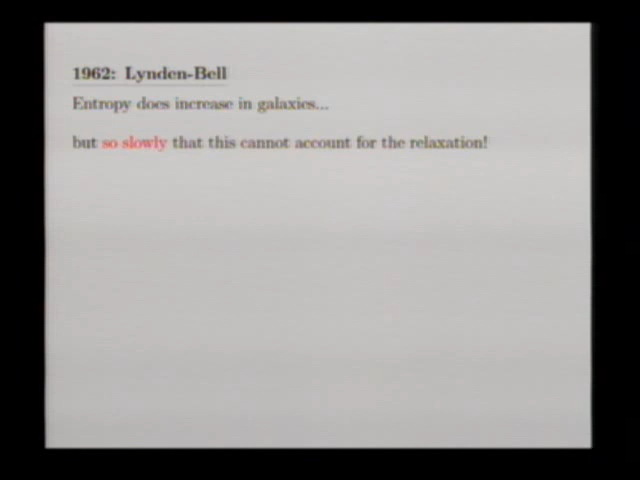 1962: Lynden-Bell
Entropy does increase in galaxies...
but so slowly that this cannot account for the relaxation!